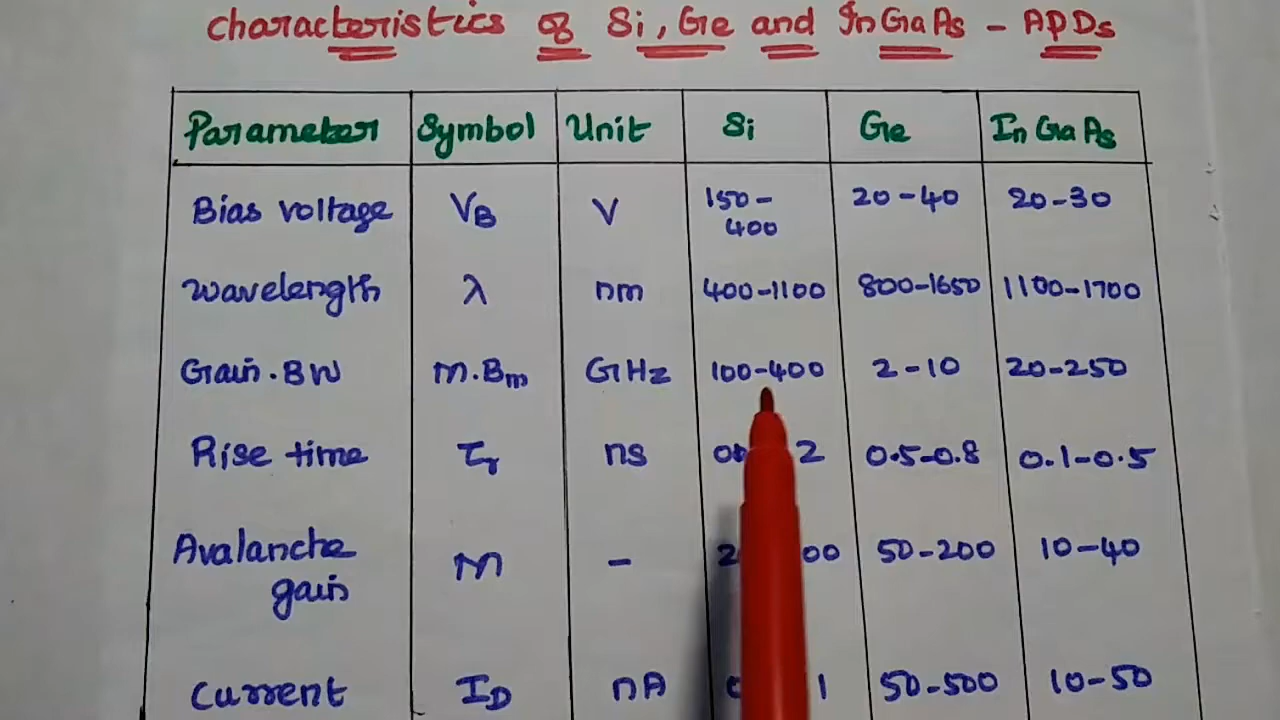 characteristics of Si, Ge and InGaAs - APDs
Parameter Symbol Unit Si Ge InGaAs
Bias voltage VB V 150- 400 20-40 20-30
wavelength λ nm 400-1100 800-1650 1100-1700
Gain.BW M.Bm GHz 100-400 2-10 20-250
Rise time τr ns 2 0.5-0.8 0.1-0.5
Avalanche gain M - 50-200 10-40
Current ID nA 1 50-500 10-50